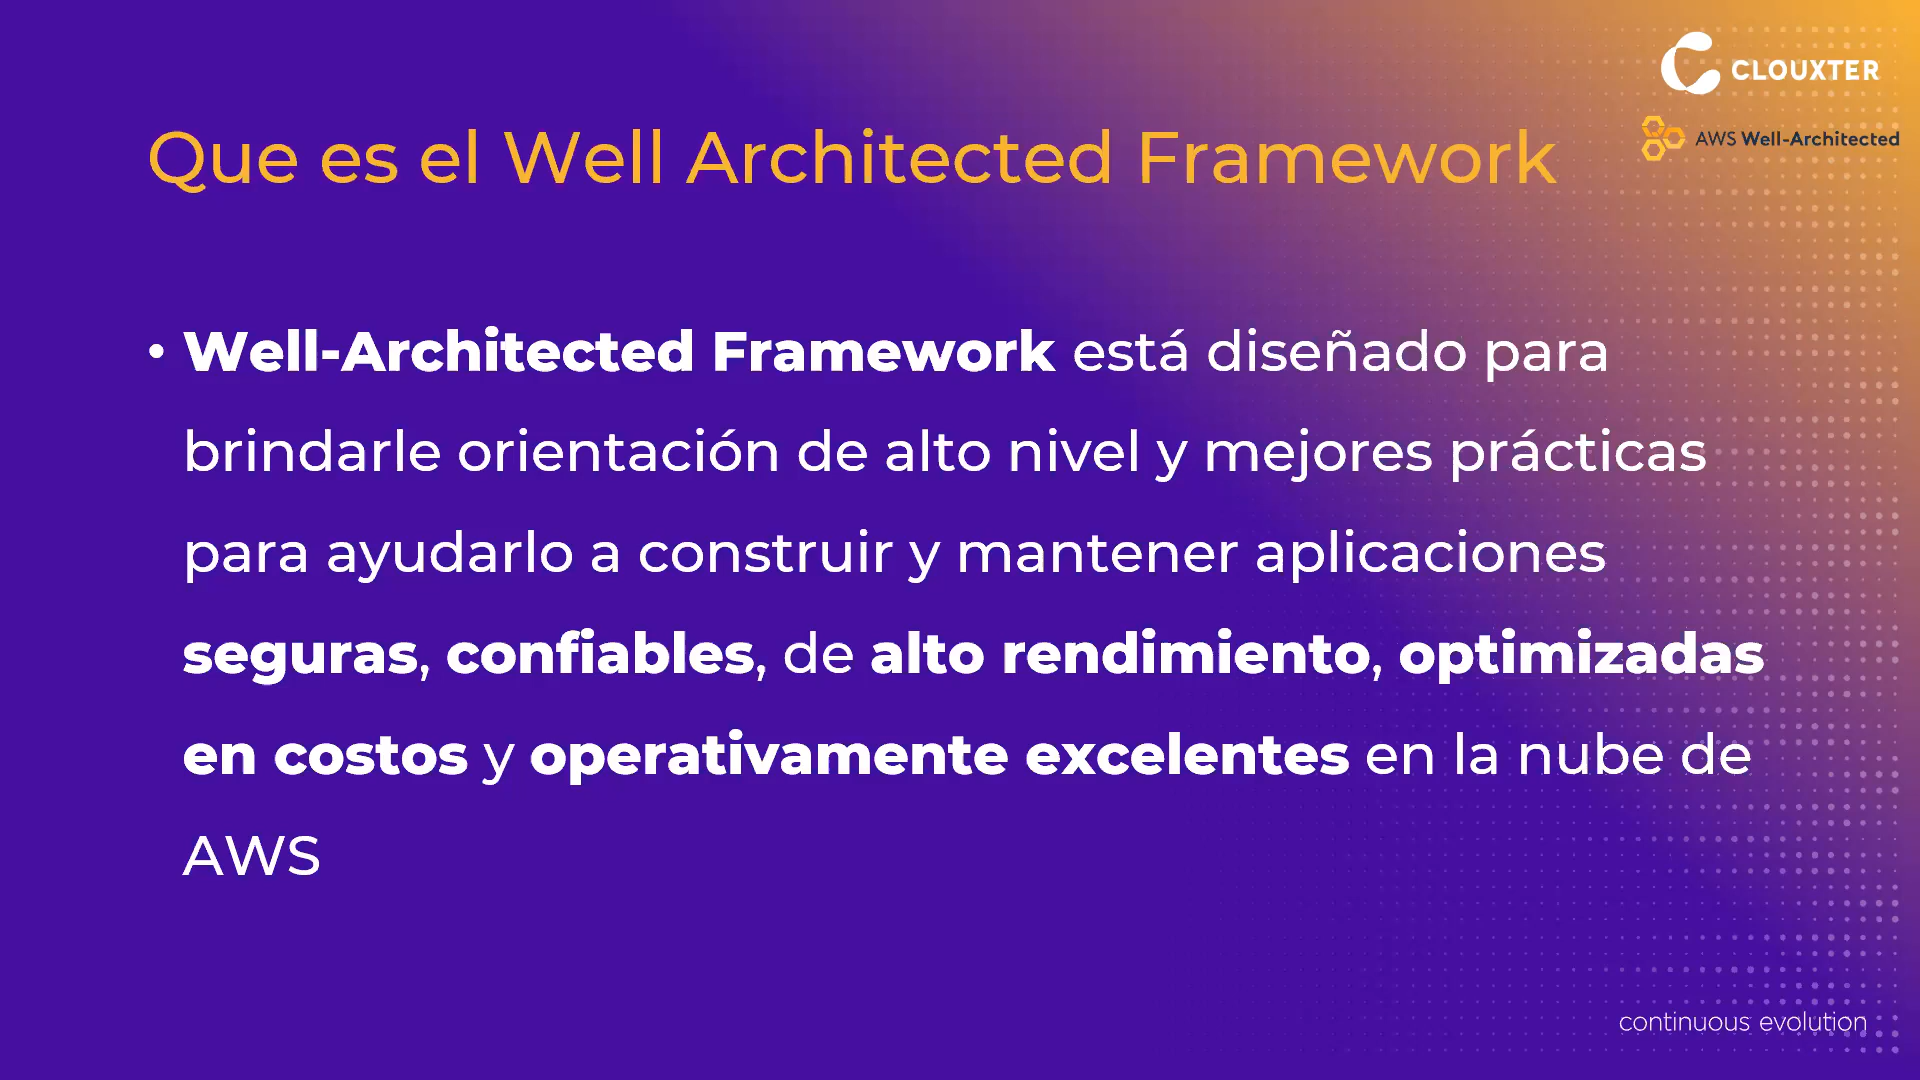 CLOUXTER
AWS Well-Architected
Que es el Well Architected Framework
• Well-Architected Framework está diseñado para
brindarle orientación de alto nivel y mejores prácticas
para ayudarlo a construir y mantener aplicaciones
seguras, confiables, de alto rendimiento, optimizadas
en costos y operativamente excelentes en la nube de
AWS
continuous evolution